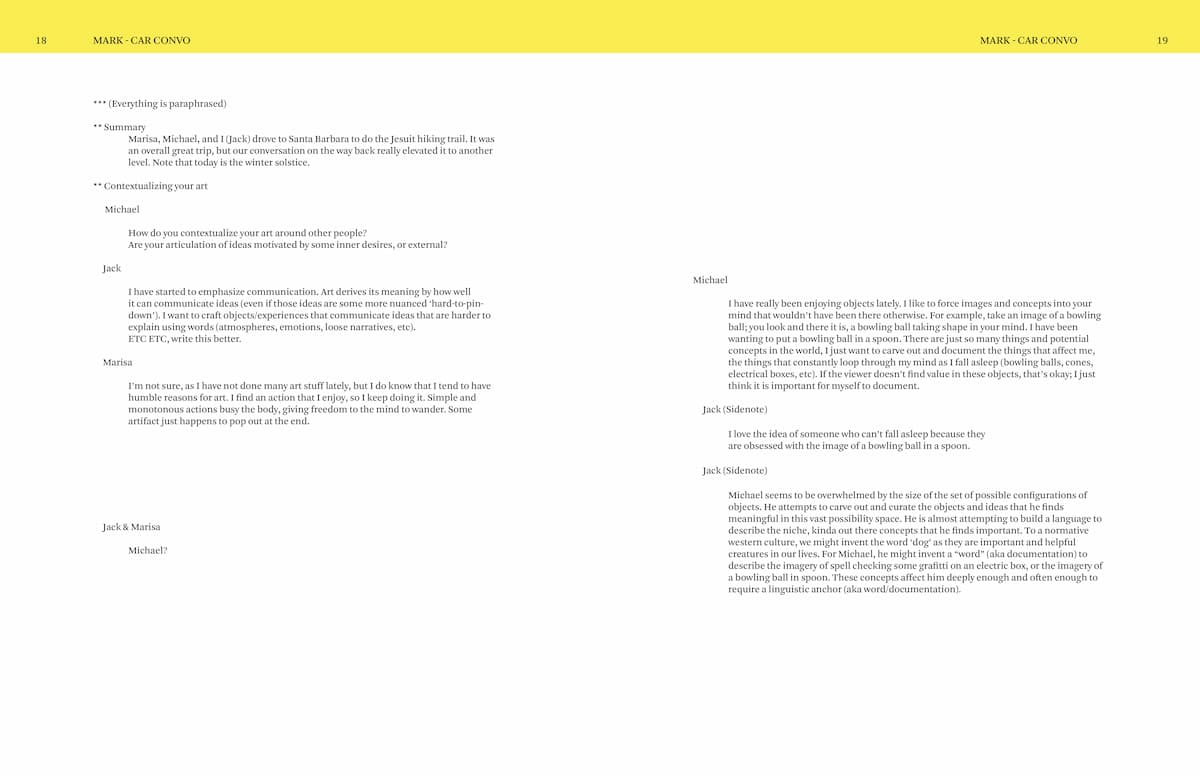 18 MARK - CAR CONVO
*** (Everything is paraphrased)
** Summary
Marisa, Michael, and I (Jack) drove to Santa Barbara to do the Jesuit hiking trail. It was
an overall great trip, but our conversation on the way back really elevated it to another
level. Note that today is the winter solstice.
** Contextualizing your art
Michael
How do you contextualize your art around other people?
Are your articulation of ideas motivated by some inner desires, or external?
Jack
I have started to emphasize communication. Art derives its meaning by how well
it can communicate ideas (even if those ideas are some more nuanced ‘hard-to-pin-
down’). I want to craft objects/experiences that communicate ideas that are harder to
explain using words (atmospheres, emotions, loose narratives, etc).
ETC ETC, write this better.
Marisa
I’m not sure, as I have not done many art stuff lately, but I do know that I tend to have
humble reasons for art. I find an action that I enjoy, so I keep doing it. Simple and
monotonous actions busy the body, giving freedom to the mind to wander. Some
artifact just happens to pop out at the end.
Jack & Marisa
Michael?
MARK - CAR CONVO 19
Michael
I have really been enjoying objects lately. I like to force images and concepts into your
mind that wouldn’t have been there otherwise. For example, take an image of a bowling
ball; you look and there it is, a bowling ball taking shape in your mind. I have been
wanting to put a bowling ball in a spoon. There are just so many things and potential
concepts in the world, I just want to carve out and document the things that affect me,
the things that constantly loop through my mind as I fall asleep (bowling balls, cones,
electrical boxes, etc). If the viewer doesn’t find value in these objects, that’s okay; I just
think it is important for myself to document.
Jack (Sidenote)
I love the idea of someone who can’t fall asleep because they
are obsessed with the image of a bowling ball in a spoon.
Jack (Sidenote)
Michael seems to be overwhelmed by the size of the set of possible configurations of
objects. He attempts to carve out and curate the objects and ideas that he finds
meaningful in this vast possibility space. He is almost attempting to build a language to
describe the niche, kinda out there concepts that he finds important. To a normative
western culture, we might invent the word ‘dog’ as they are important and helpful
creatures in our lives. For Michael, he might invent a “word” (aka documentation) to
describe the imagery of spell checking some grafitti on an electric box, or the imagery of
a bowling ball in spoon. These concepts affect him deeply enough and often enough to
require a linguistic anchor (aka word/documentation).